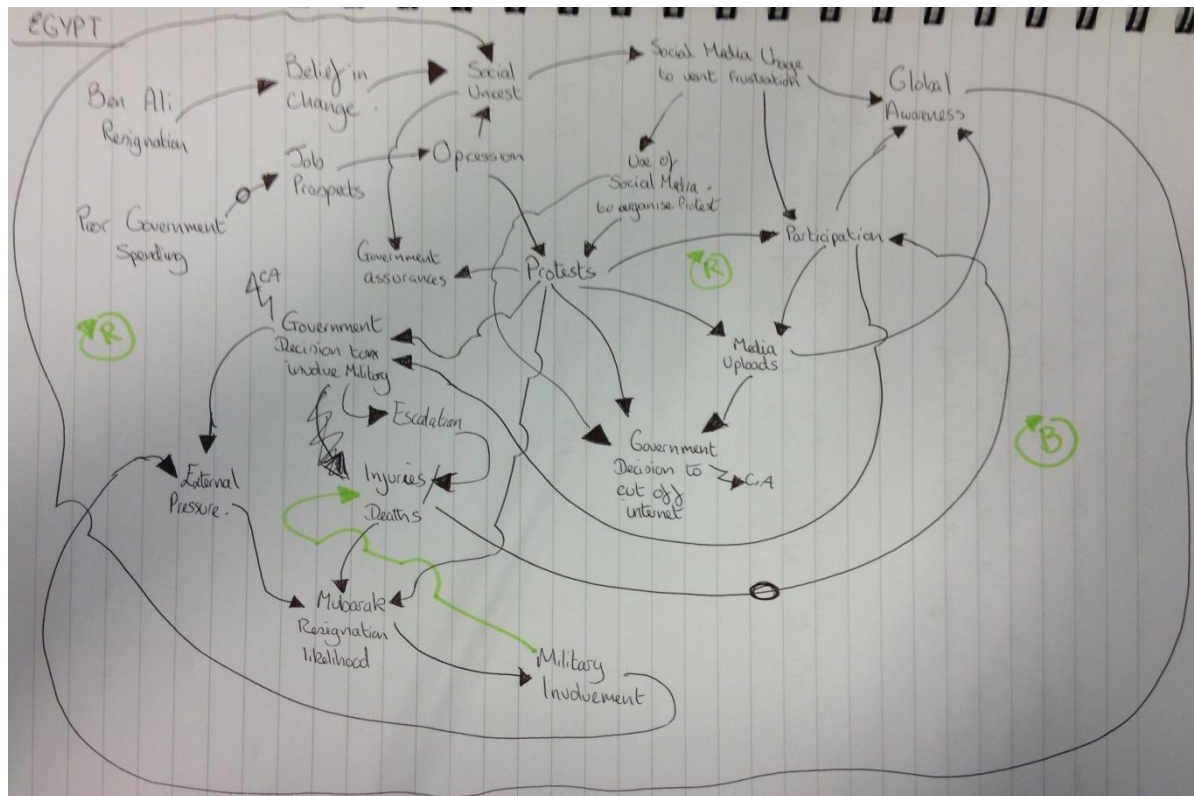 EGYPT
Ben Ali
Resignation
Belief in
Change.
Social
Unrest
Social Media Usage
to vent frustration
Global
Awareness
Poor Government
Spending
Job
Prospects
Opression
Use of
Social Media.
to organise Protest
Participation
Government
assurances
Protests
R
CA
R
Government
Decision to
involve Military
Media
Uploads
Escalation
Government
Decision to
cut off
internet
C.A
B
External
Pressure.
Injuries
Deaths
Mubarak
Resignation
likelihood
Military
Involvement